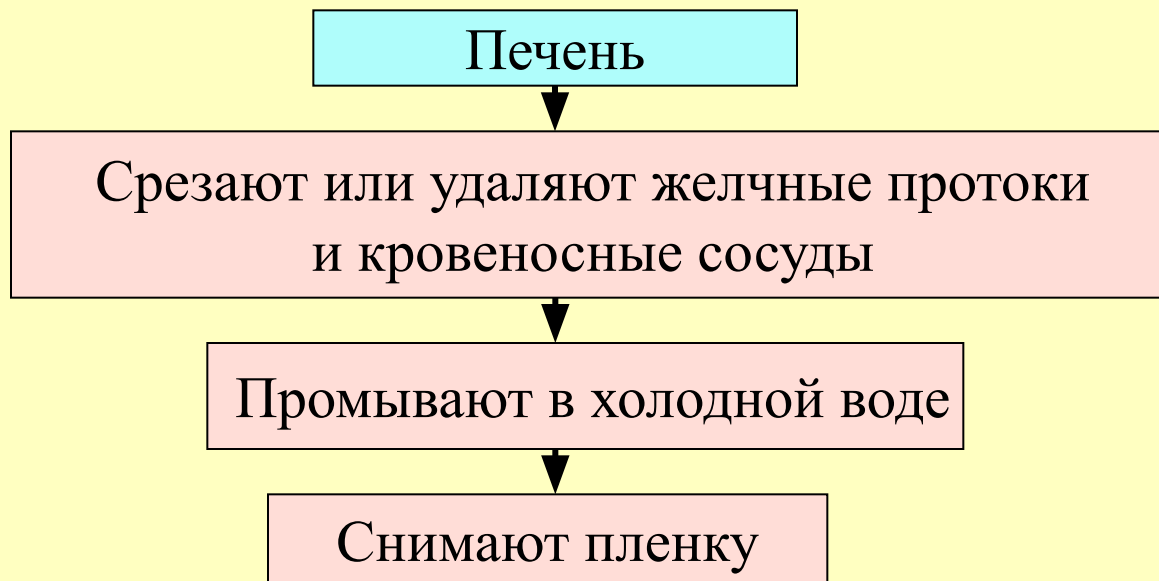 Печень
Срезают или удаляют желчные протоки
и кровеносные сосуды
Промывают в холодной воде
Снимают пленку